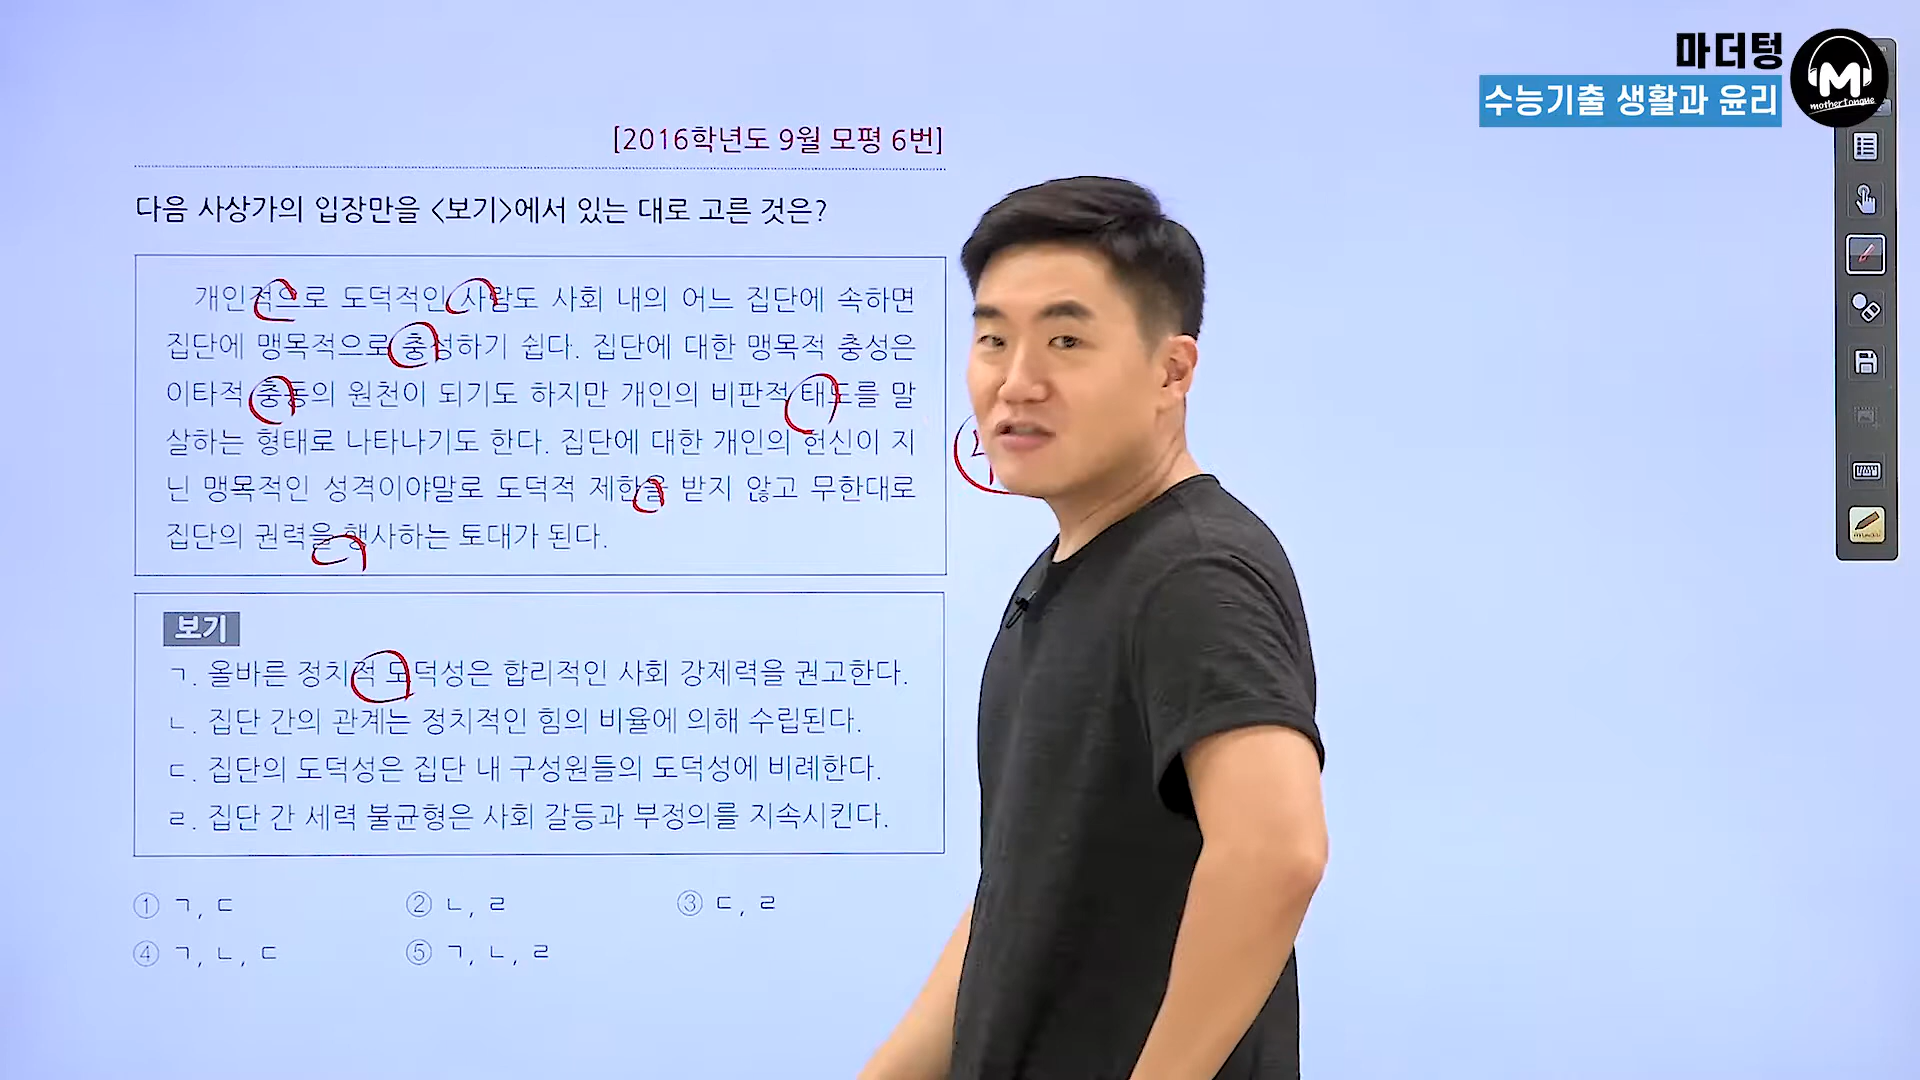 마더텅
수능기출 생활과 윤리
mothertongue
[2016학년도 9월 모평 6번]
다음 사상가의 입장만을 <보기>에서 있는 대로 고른 것은?
개인적으로 도덕적인 사람도 사회 내의 어느 집단에 속하면
집단에 맹목적으로 충성하기 쉽다. 집단에 대한 맹목적 충성은
이타적 충동의 원천이 되기도 하지만 개인의 비판적 태도를 말
살하는 형태로 나타나기도 한다. 집단에 대한 개인의 헌신이 지
닌 맹목적인 성격이야말로 도덕적 제한을 받지 않고 무한대로
집단의 권력을 행사하는 토대가 된다.
보기
ㄱ. 올바른 정치적 도덕성은 합리적인 사회 강제력을 권고한다.
ㄴ. 집단 간의 관계는 정치적인 힘의 비율에 의해 수립된다.
ㄷ. 집단의 도덕성은 집단 내 구성원들의 도덕성에 비례한다.
ㄹ. 집단 간 세력 불균형은 사회 갈등과 부정의를 지속시킨다.
① ㄱ, ㄷ ② ㄴ, ㄹ ③ ㄷ, ㄹ
④ ㄱ, ㄴ, ㄷ ⑤ ㄱ, ㄴ, ㄹ